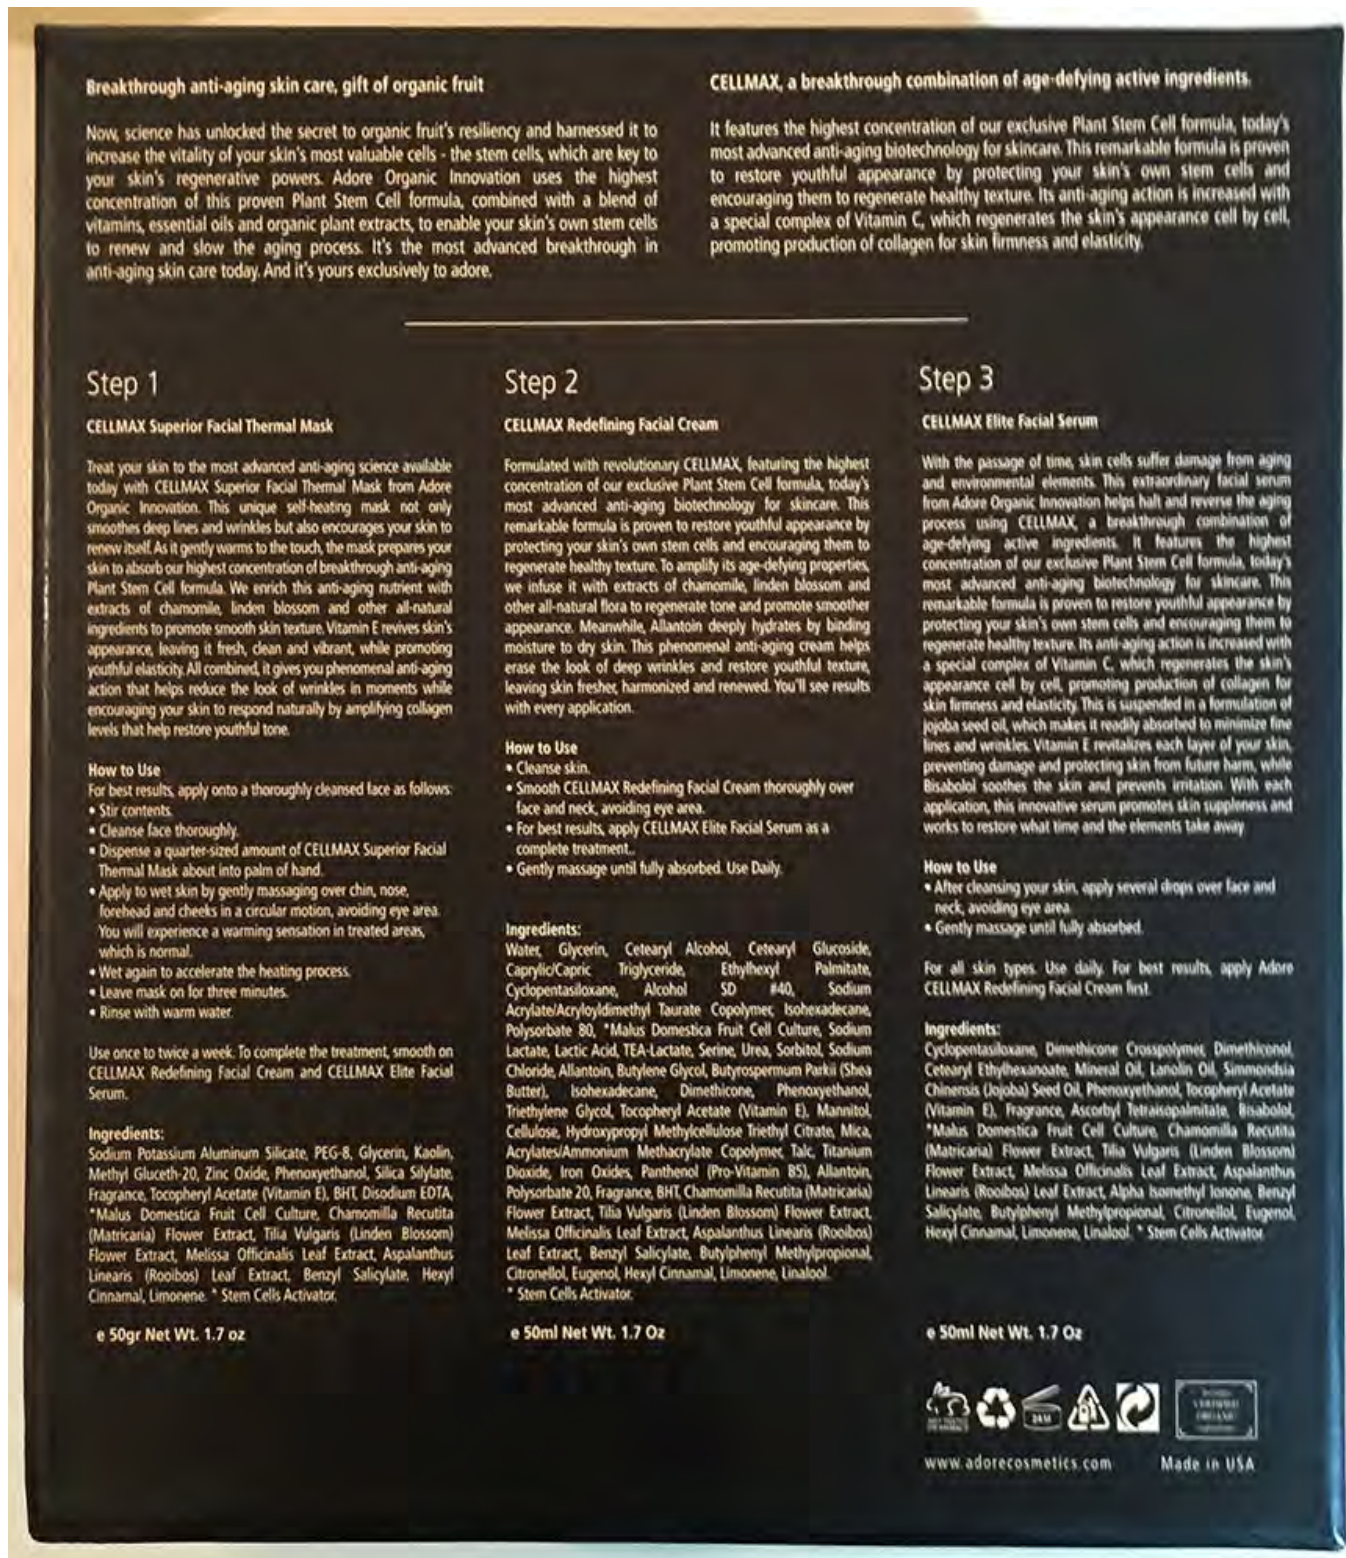 Breakthrough anti-aging skin care, gift of organic fruit
Now, science has unlocked the secret to organic fruit's resiliency and harnessed it to
increase the vitality of your skin's most valuable cells - the stem cells, which are key to
your skin's regenerative powers. Adore Organic Innovation uses the highest
concentration of this proven Plant Stem Cell formula, combined with a blend of
vitamins, essential oils and organic plant extracts, to enable your skin's own stem cells
to renew and slow the aging process. It's the most advanced breakthrough in
anti-aging skin care today. And it's yours exclusively to adore.
CELLMAX, a breakthrough combination of age-defying active ingredients.
It features the highest concentration of our exclusive Plant Stem Cell formula, today's
most advanced anti-aging biotechnology for skincare. This remarkable formula is proven
to restore youthful appearance by protecting your skin's own stem cells and
encouraging them to regenerate healthy texture. Its anti-aging action is increased with
a special complex of Vitamin C, which regenerates the skin's appearance cell by cell,
promoting production of collagen for skin firmness and elasticity.
Step 1
CELLMAX Superior Facial Thermal Mask
Treat your skin to the most advanced anti-aging science available
today with CELLMAX Superior Facial Thermal Mask from Adore
Organic Innovation. This unique self-heating mask not only
smoothes deep lines and wrinkles but also encourages your skin to
renew itself. As it gently worms to the touch, the mask prepares your
skin to absorb our highest concentration of breakthrough anti-aging
Plant Stem Cell formula. We enrich this anti-aging nutrient with
extracts of chamomile, linden blossom and other all-natural
ingredients to promote smooth skin texture. Vitamin E revives skin's
appearance, leaving it fresh, clean and vibrant, while promoting
youthful elasticity. All combined, it gives you phenomenal anti-aging
action that helps reduce the look of wrinkles in moments while
encouraging your skin to respond naturally by amplifying collagen
levels that help restore youthful tone.
How to Use
For best results, apply onto a thoroughly cleansed face as follows:
• Stir contents.
• Cleanse face thoroughly.
• Dispense a quarter-sized amount of CELLMAX Superior Facial
Thermal Mask about into palm of hand.
• Apply to wet skin by gently massaging over chin, nose,
forehead and cheeks in a circular motion, avoiding eye area.
You will experience a warming sensation in treated areas,
which is normal.
• Wet again to accelerate the heating process.
• Leave mask on for three minutes.
• Rinse with warm water.
Use once to twice a week. To complete the treatment, smooth on
CELLMAX Redefining Facial Cream and CELLMAX Elite Facial
Serum.
Ingredients:
Sodium Potassium Aluminum Silicate, PEG-8, Glycerin, Kaolin,
Methyl Gluceth-20, Zinc Oxide, Phenoxyethanol, Silica Silylate,
Fragrance, Tocopheryl Acetate (Vitamin E), BHT, Disodium EDTA,
*Malus Domestica Fruit Cell Culture, Chamomilla Recutita
(Matricaria) Flower Extract, Tilia Vulgaris (Linden Blossom)
Flower Extract, Melissa Officinalis Leaf Extract, Aspalanthus
Linearis (Rooibos) Leaf Extract, Benzyl Salicylate, Hexyl
Cinnamal, Limonene. * Stem Cells Activator.
e 50gr Net Wt. 1.7 oz
Step 2
CELLMAX Redefining Facial Cream
Formulated with revolutionary CELLMAX, featuring the highest
concentration of our exclusive Plant Stem Cell formula, today's
most advanced anti-aging biotechnology for skincare. This
remarkable formula is proven to restore youthful appearance by
protecting your skin's own stem cells and encouraging them to
regenerate healthy texture. To amplify its age-defying properties,
we infuse it with extracts of chamomile, linden blossom and
other all-natural flora to regenerate tone and promote smoother
appearance. Meanwhile, Allantoin deeply hydrates by binding
moisture to dry skin. This phenomenal anti-aging cream helps
erase the look of deep wrinkles and restore youthful texture,
leaving skin fresher, harmonized and renewed. You'll see results
with every application.
How to Use
• Cleanse skin.
• Smooth CELLMAX Redefining Facial Cream thoroughly over
face and neck, avoiding eye area.
• For best results, apply CELLMAX Elite Facial Serum as a
complete treatment..
• Gently massage until fully absorbed. Use Daily.
Ingredients:
Water, Glycerin, Cetearyl Alcohol, Cetearyl Glucoside,
Caprylic/Capric Triglyceride, Ethylhexyl Palmitate,
Cyclopentasiloxane, Alcohol SD #40, Sodium
Acrylate/Acryloyldimethyl Taurate Copolymer, Isohexadecane,
Polysorbate 80, *Malus Domestica Fruit Cell Culture, Sodium
Lactate, Lactic Acid, TEA-Lactate, Serine, Urea, Sorbitol, Sodium
Chloride, Allantoin, Butylene Glycol, Butyrospermum Parkii (Shea
Butter), Isohexadecane, Dimethicone, Phenoxyethanol,
Triethylene Glycol, Tocopheryl Acetate (Vitamin E), Mannitol,
Cellulose, Hydroxypropyl Methylcellulose Triethyl Citrate, Mica,
Acrylates/Ammonium Methacrylate Copolymer, Talc, Titanium
Dioxide, Iron Oxides, Panthenol (Pro-Vitamin B5), Allantoin,
Polysorbate 20, Fragrance, BHT, Chamomilla Recutita (Matricaria)
Flower Extract, Tilia Vulgaris (Linden Blossom) Flower Extract,
Melissa Officinalis Leaf Extract, Aspalanthus Linearis (Rooibos)
Leaf Extract, Benzyl Salicylate, Butylphenyl Methylpropional,
Citronellol, Eugenol, Hexyl Cinnamal, Limonene, Linalool.
* Stem Cells Activator.
e 50ml Net Wt. 1.7 Oz
Step 3
CELLMAX Elite Facial Serum
With the passage of time, skin cells suffer damage from aging
and environmental elements. This extraordinary facial serum
from Adore Organic Innovation helps halt and reverse the aging
process using CELLMAX, a breakthrough combination of
age-defying active ingredients. It features the highest
concentration of our exclusive Plant Stem Cell formula, today's
most advanced anti-aging biotechnology for skincare. This
remarkable formula is proven to restore youthful appearance by
protecting your skin's own stem cells and encouraging them to
regenerate healthy texture. Its anti-aging action is increased with
a special complex of Vitamin C, which regenerates the skin's
appearance cell by cell, promoting production of collagen for
skin firmness and elasticity. This is suspended in a formulation of
jojoba seed oil, which makes it readily absorbed to minimize fine
lines and wrinkles. Vitamin E revitalizes each layer of your skin,
preventing damage and protecting skin from future harm, while
Bisabolol soothes the skin and prevents irritation. With each
application, this innovative serum promotes skin suppleness and
works to restore what time and the elements take away
How to Use
• After cleansing your skin, apply several drops over face and
neck, avoiding eye area.
• Gently massage until fully absorbed.
For all skin types. Use daily. For best results, apply Adore
CELLMAX Redefining Facial Cream first.
Ingredients:
Cyclopentasiloxane, Dimethicone Crosspolymer, Dimethiconol,
Cetearyl Ethylhexanoate, Mineral Oil, Lanolin Oil, Simmondsia
Chinensis (Jojoba) Seed Oil, Phenoxyethanol, Tocopheryl Acetate
(Vitamin E), Fragrance, Ascorbyl Tetraisopalmitate, Bisabolol,
*Malus Domestica Fruit Cell Culture, Chamomilla Recutita
(Matricaria) Flower Extract, Tilia Vulgaris (Linden Blossom)
Flower Extract, Melissa Officinalis Leaf Extract, Aspalanthus
Linearis (Rooibos) Leaf Extract, Alpha Isomethyl Ionone, Benzyl
Salicylate, Butylphenyl Methylpropional, Citronellol, Eugenol,
Hexyl Cinnamal, Limonene, Linalool. * Stem Cells Activator.
e 50ml Net Wt. 1.7 Oz
24M
CERTIFIED
ORGANIC
www.adorecosmetics.com
Made in USA